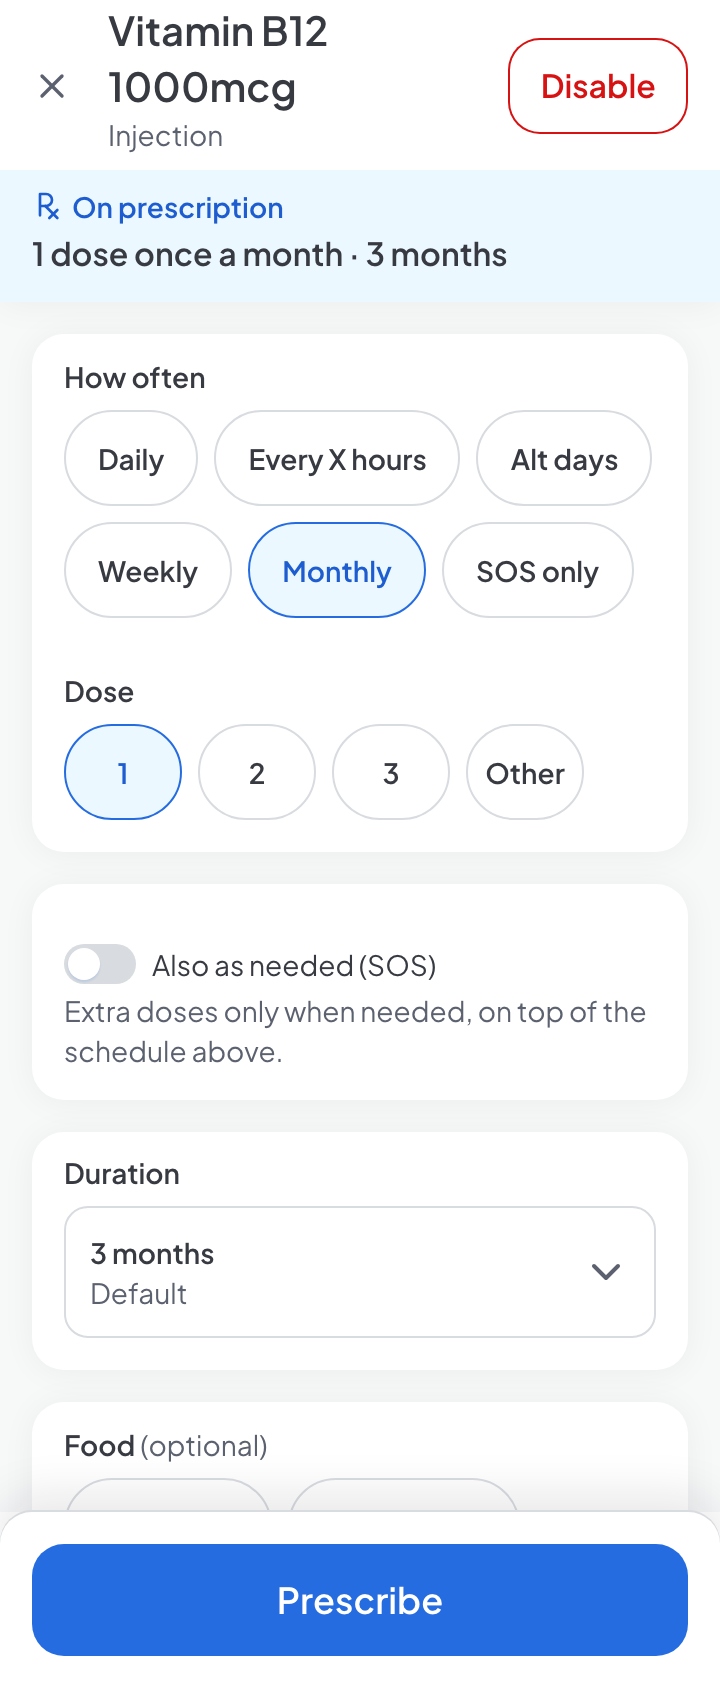 Vitamin B12
1000mcg
Injection
Disable
On prescription
1 dose once a month · 3 months
How often
Daily
Every X hours
Alt days
Weekly
Monthly
SOS only
Dose
1
2
3
Other
Also as needed (SOS)
Extra doses only when needed, on top of the
schedule above.
Duration
3 months
Default
Food (optional)
Prescribe